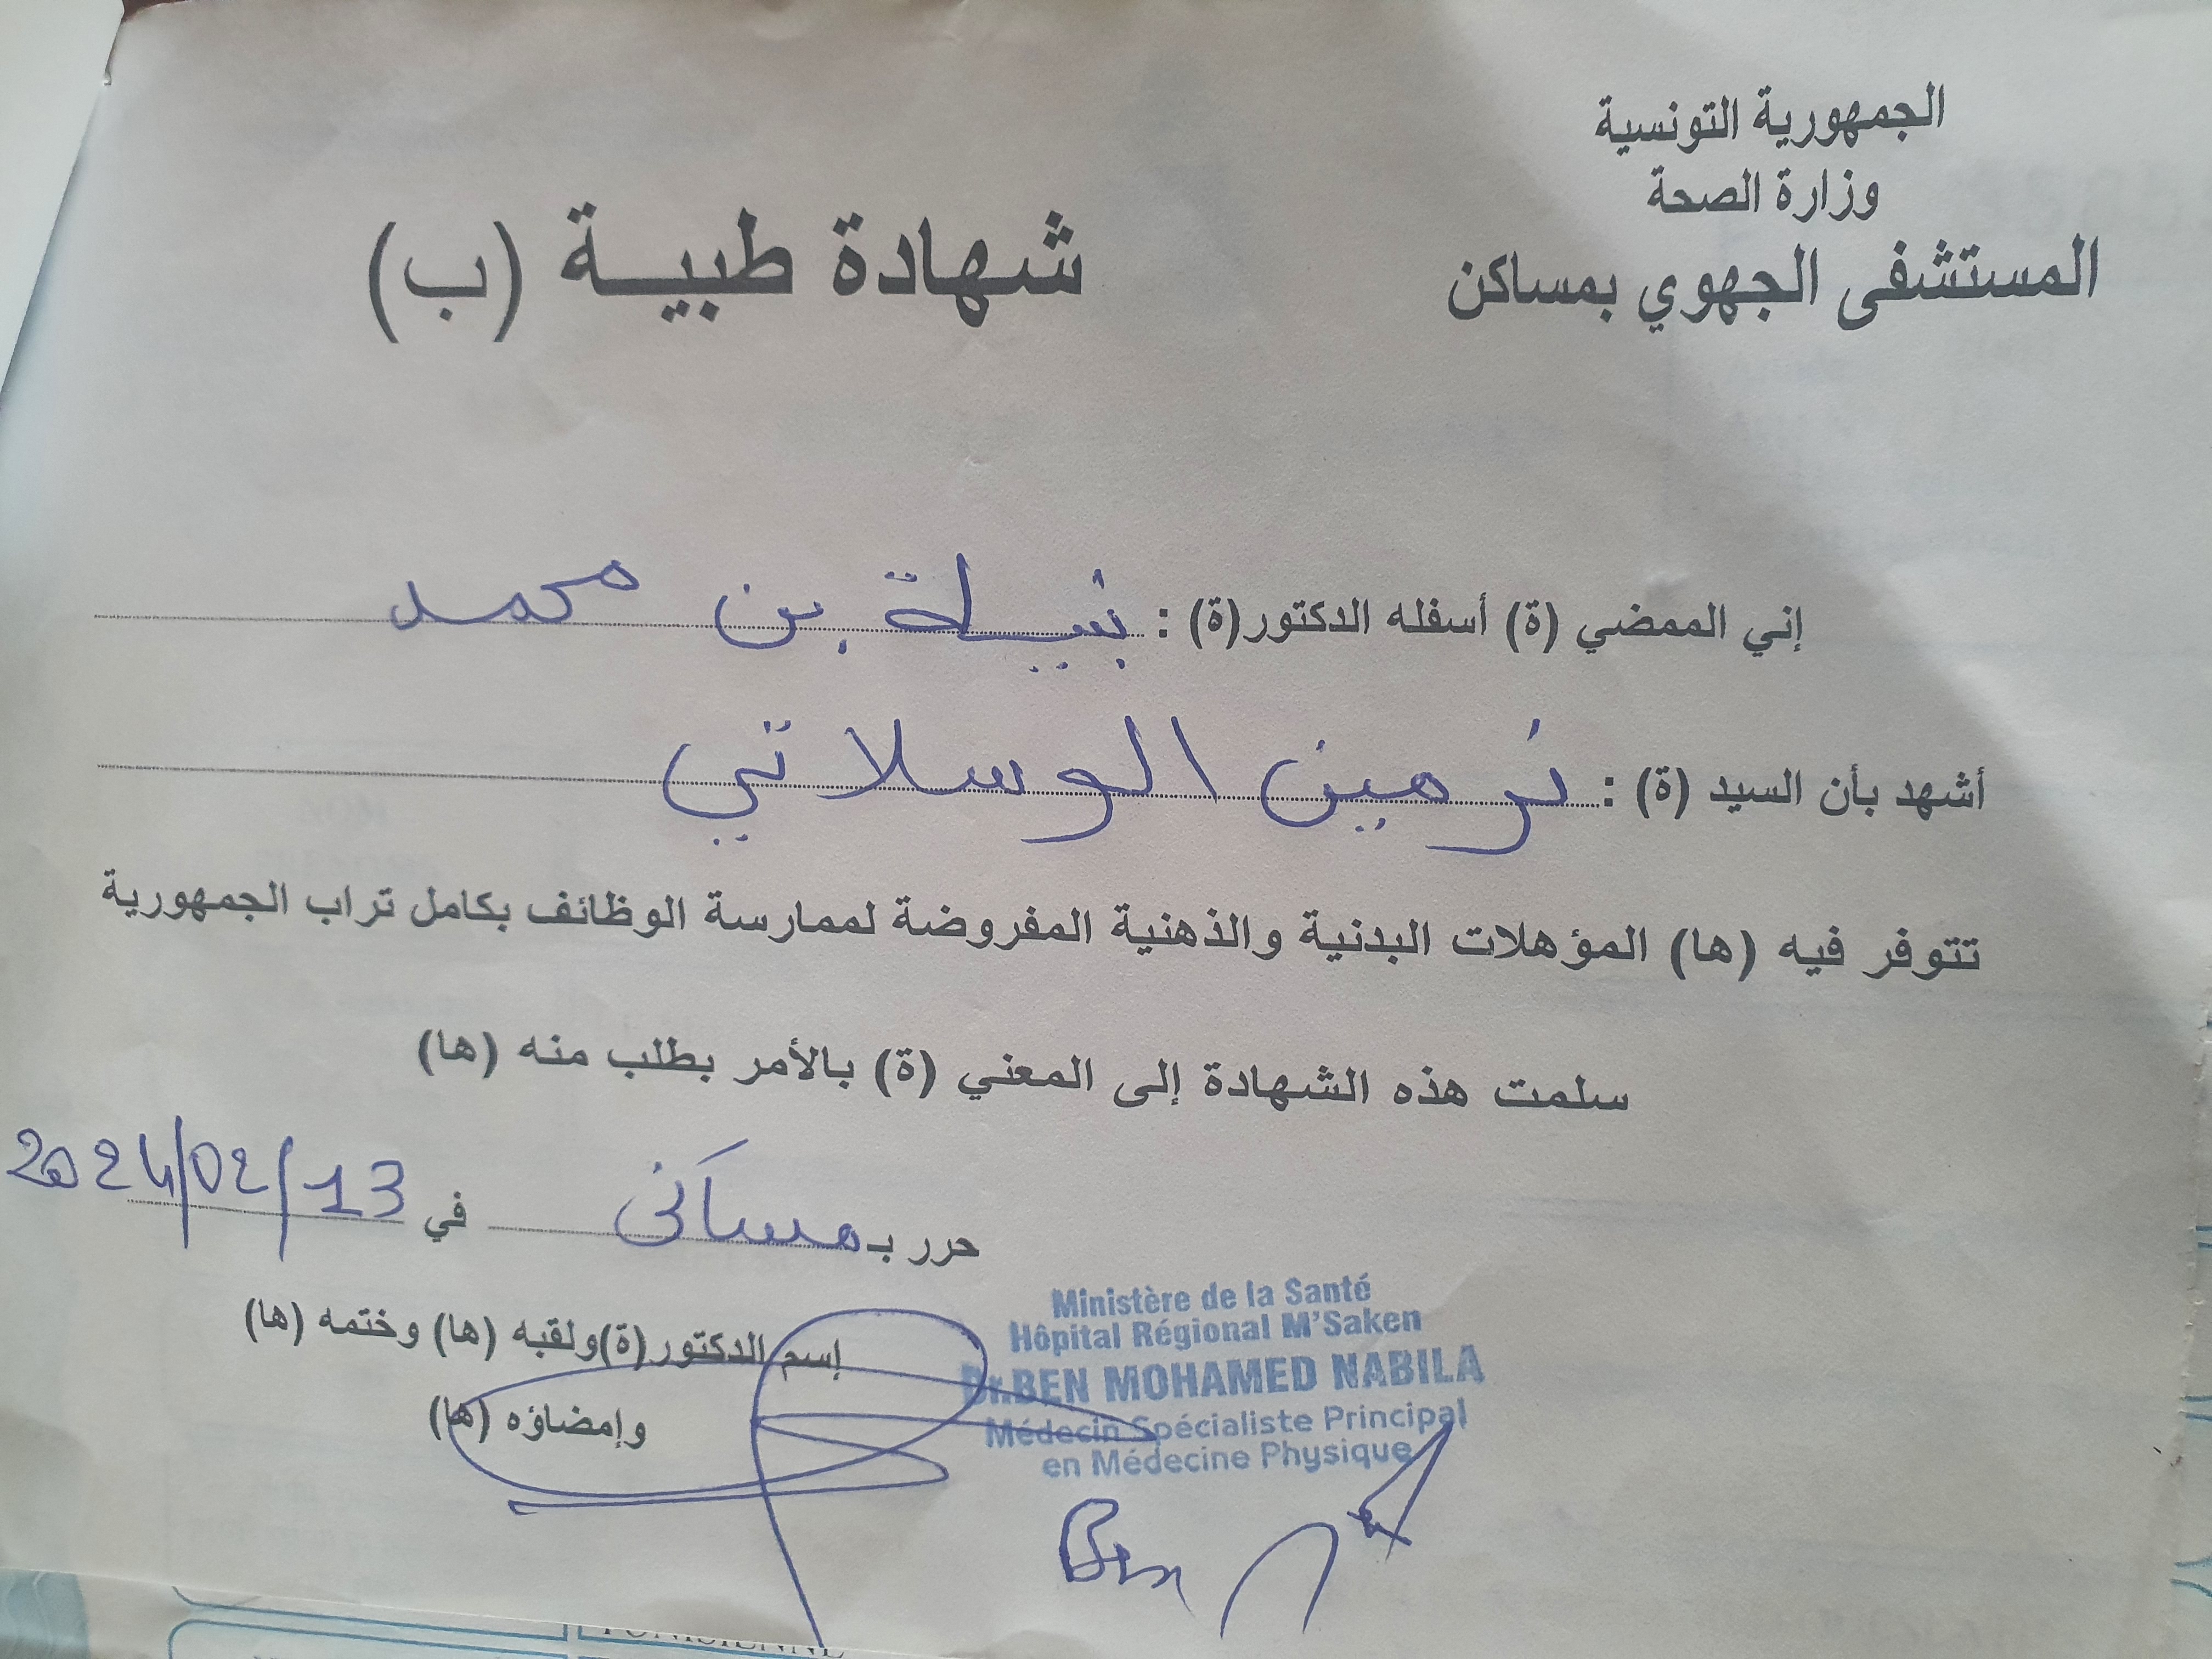 الجمهورية التونسية
وزارة الصحة
المستشفى الجهوي بمساكن
شهادة طبيـــة (ب)
إني الممضي (ة) أسفله الدكتور(ة) : نبيلة بن محمد
أشهد بأن السيد (ة) : نرمين الوسلاتي
تتوفر فيه (ها) المؤهلات البدنية والذهنية المفروضة لممارسة الوظائف بكامل تراب الجمهورية
سلمت هذه الشهادة إلى المعني (ة) بالأمر بطلب منه (ها)
حرر بـ مساكن في 2024/02/13
إسم الدكتور(ة)ولقبه (ها) وختمه (ها)
وإمضاؤه (ها)
Ministère de la Santé
Hôpital Régional M'Saken
Dr.BEN MOHAMED NABILA
Médecin Spécialiste Principal
en Médecine Physique
Ben